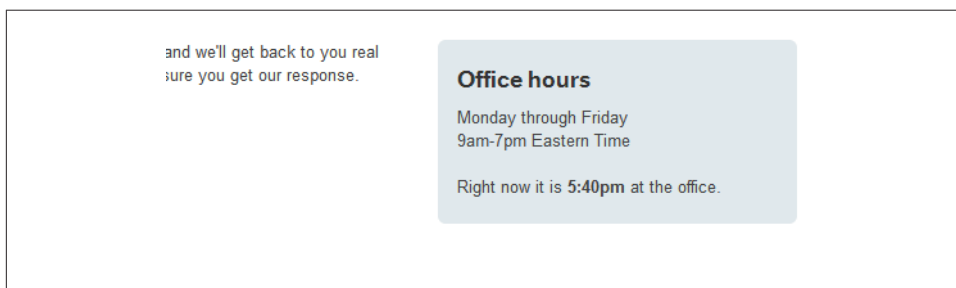 and we'll get back to you real
sure you get our response.
Office hours
Monday through Friday
9am-7pm Eastern Time
Right now it is 5:40pm at the office.